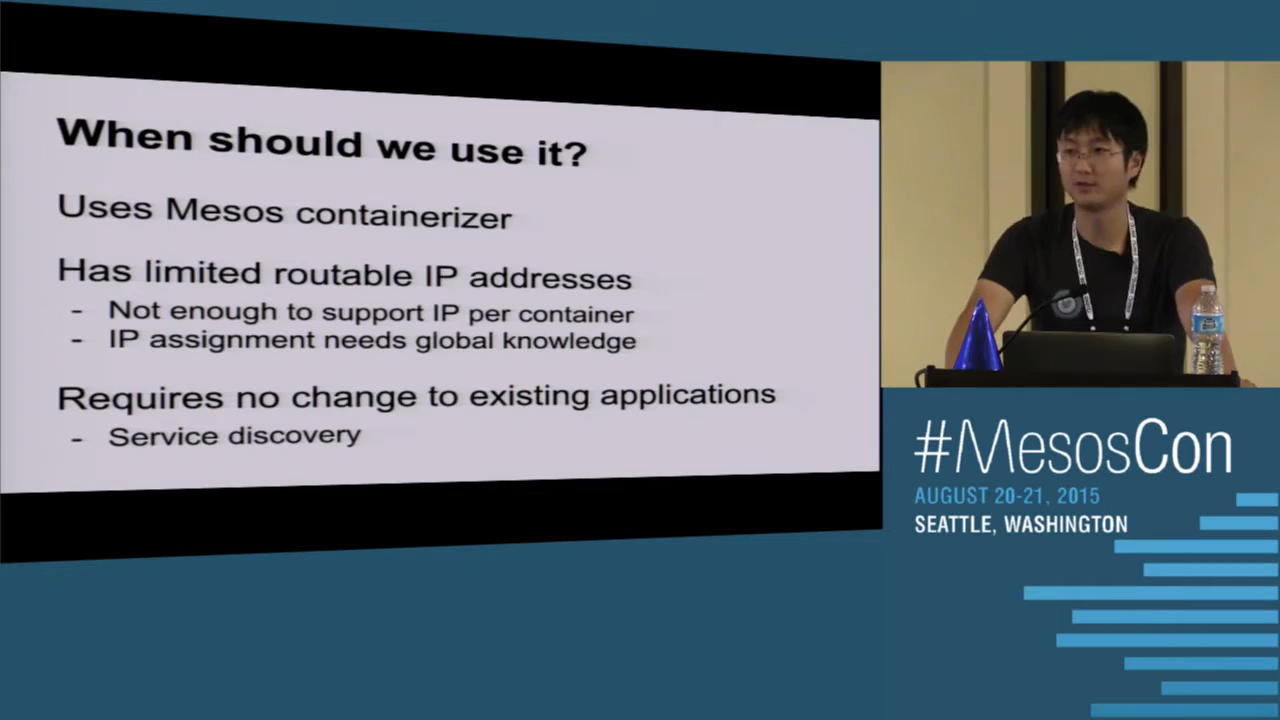 When should we use it?
Uses Mesos containerizer
Has limited routable IP addresses
- Not enough to support IP per container
- IP assignment needs global knowledge
Requires no change to existing applications
- Service discovery
#MesosCon
AUGUST 20-21, 2015
SEATTLE, WASHINGTON